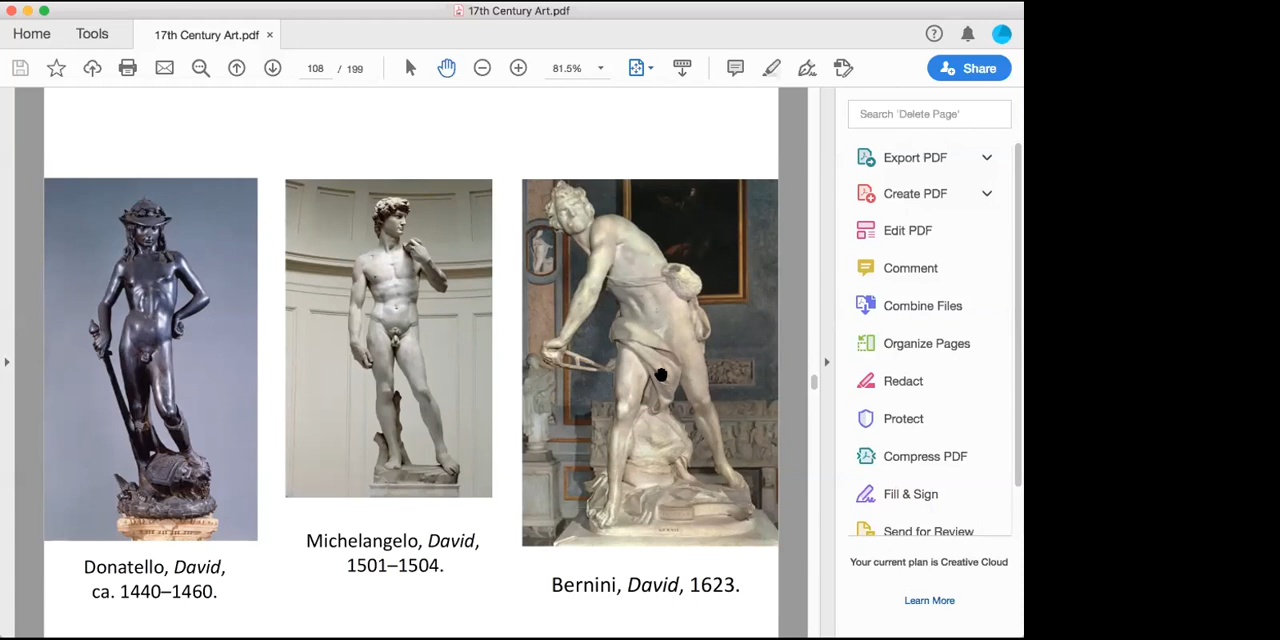 17th Century Art.pdf
Home Tools 17th Century Art.pdf ×
108 / 199 81.5% Share
Search 'Delete Page'
Export PDF
Create PDF
Edit PDF
Comment
Combine Files
Organize Pages
Redact
Protect
Compress PDF
Fill & Sign
Send for Review
Your current plan is Creative Cloud
Learn More
Donatello, David,
ca. 1440–1460.
Michelangelo, David,
1501–1504.
Bernini, David, 1623.